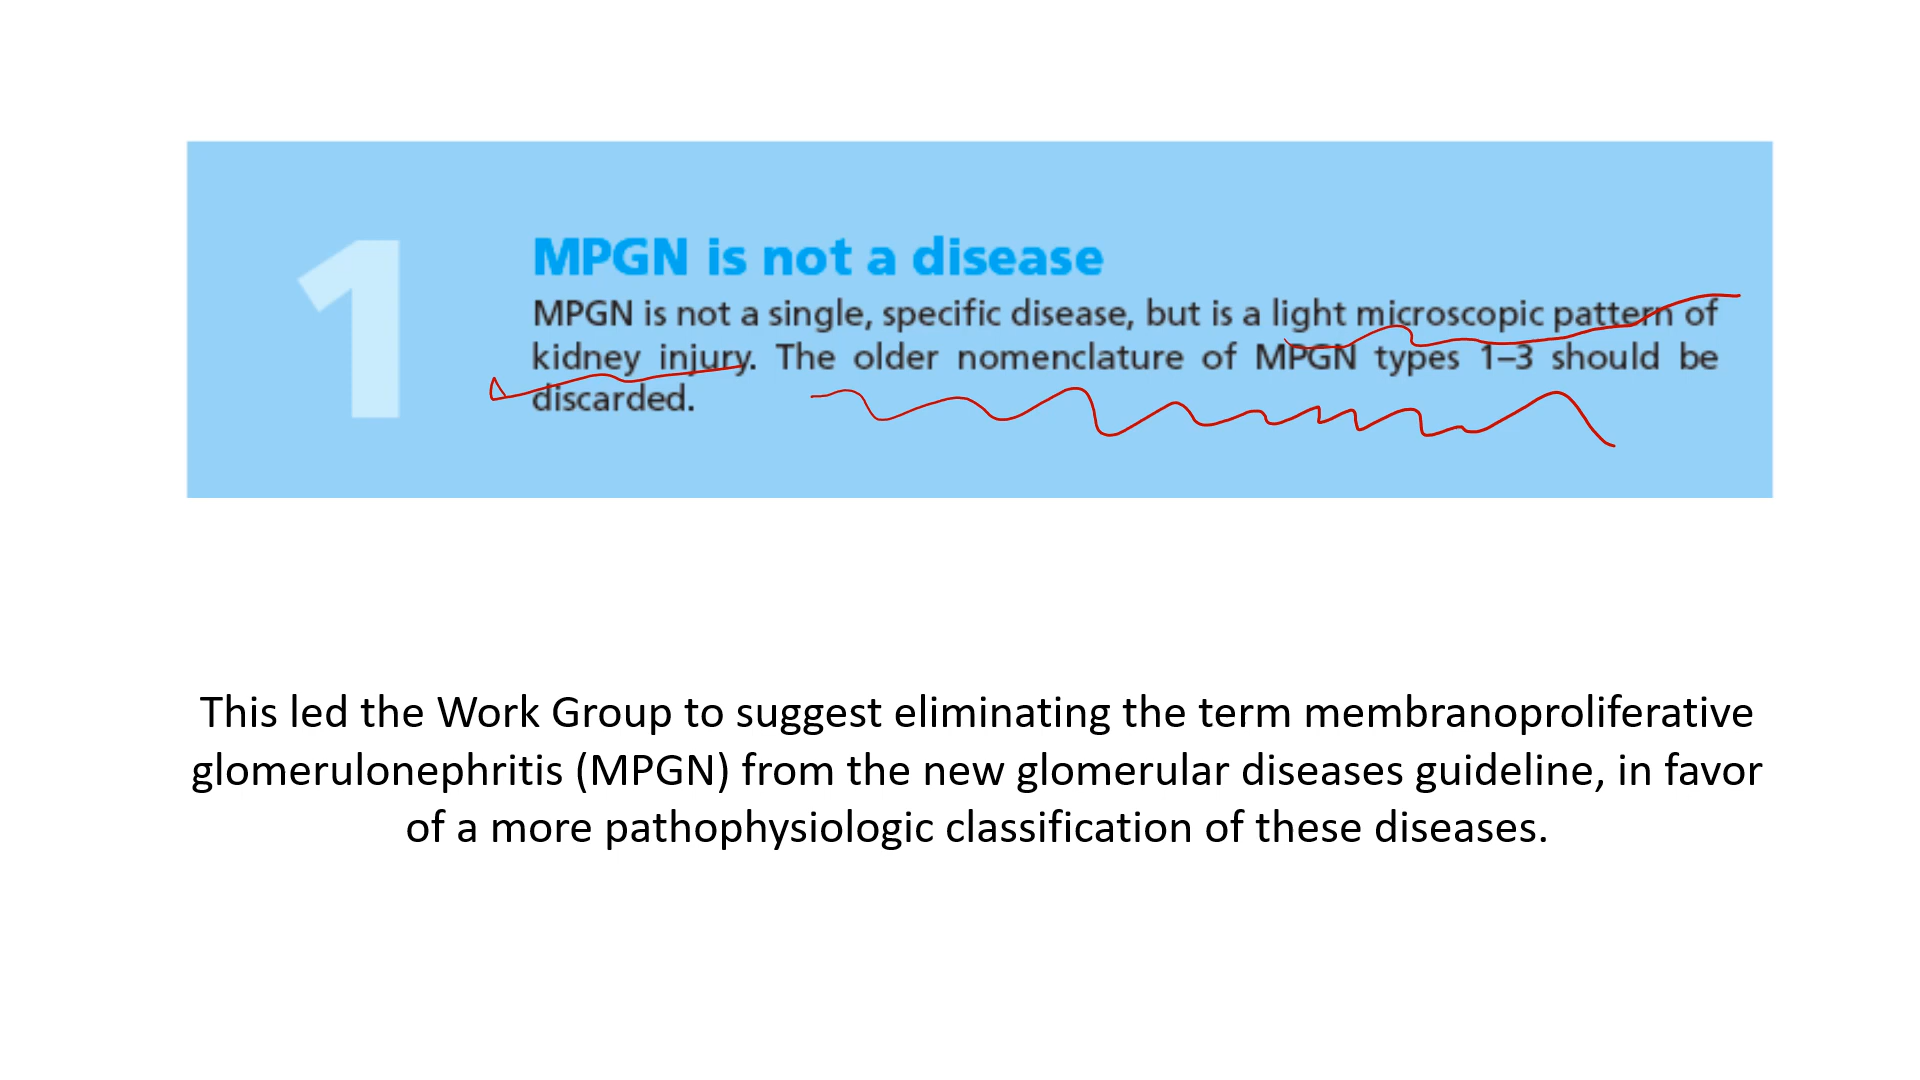 1
MPGN is not a disease
MPGN is not a single, specific disease, but is a light microscopic pattern of
kidney injury. The older nomenclature of MPGN types 1–3 should be
discarded.
This led the Work Group to suggest eliminating the term membranoproliferative
glomerulonephritis (MPGN) from the new glomerular diseases guideline, in favor
of a more pathophysiologic classification of these diseases.